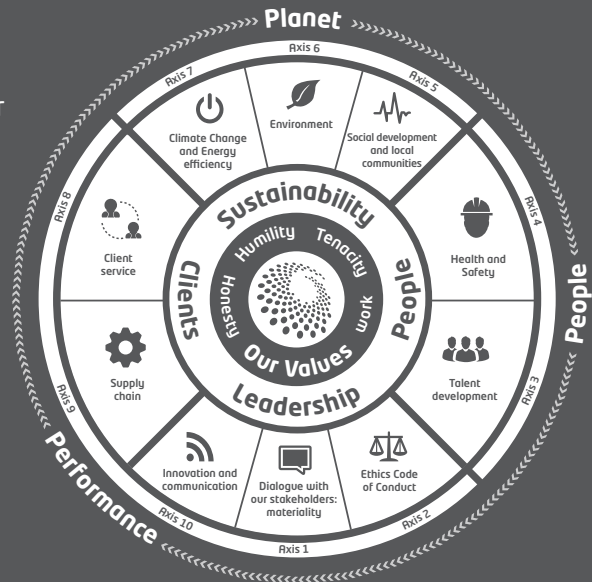 Planet
Axis 6
Axis 7
Axis 5
Climate Change
and Energy
efficiency
Environment
Social development
and local
communities
Axis 8
Axis 4
Client
service
Health and
Safety
Sustainability
Humility
Tenacity
Clients
Honesty
work
People
People
Our Values
Leadership
Supply
chain
Talent
development
Axis 9
Axis 3
Innovation and
communication
Dialogue with
our stakeholders:
materiality
Ethics Code
of Conduct
Performance
Axis 10
Axis 1
Axis 2